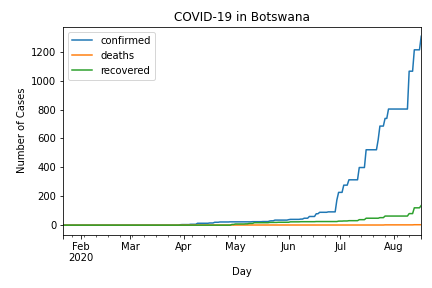 COVID-19 in Botswana
confirmed
deaths
recovered
Number of Cases
1200
1000
800
600
400
200
0
Feb
2020
Mar
Apr
May
Jun
Jul
Aug
Day